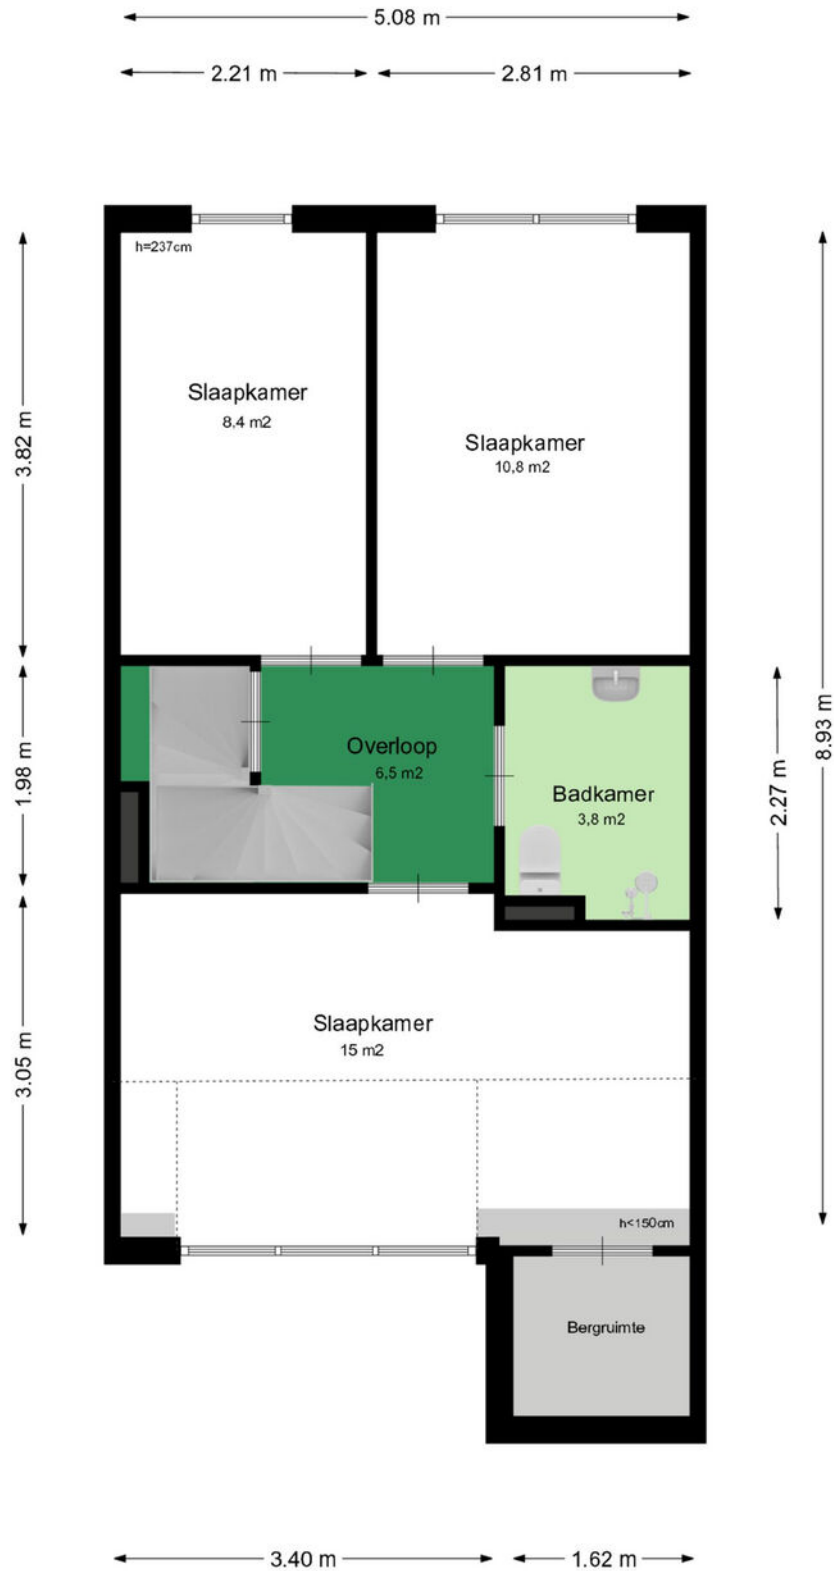 5.08 m
2.21 m
2.81 m
h=237cm
Slaapkamer
8,4 m2
Slaapkamer
10,8 m2
3.82 m
8.93 m
Overloop
6,5 m2
1.98 m
Badkamer
3,8 m2
2.27 m
Slaapkamer
15 m2
3.05 m
h<150cm
Bergruimte
3.40 m
1.62 m